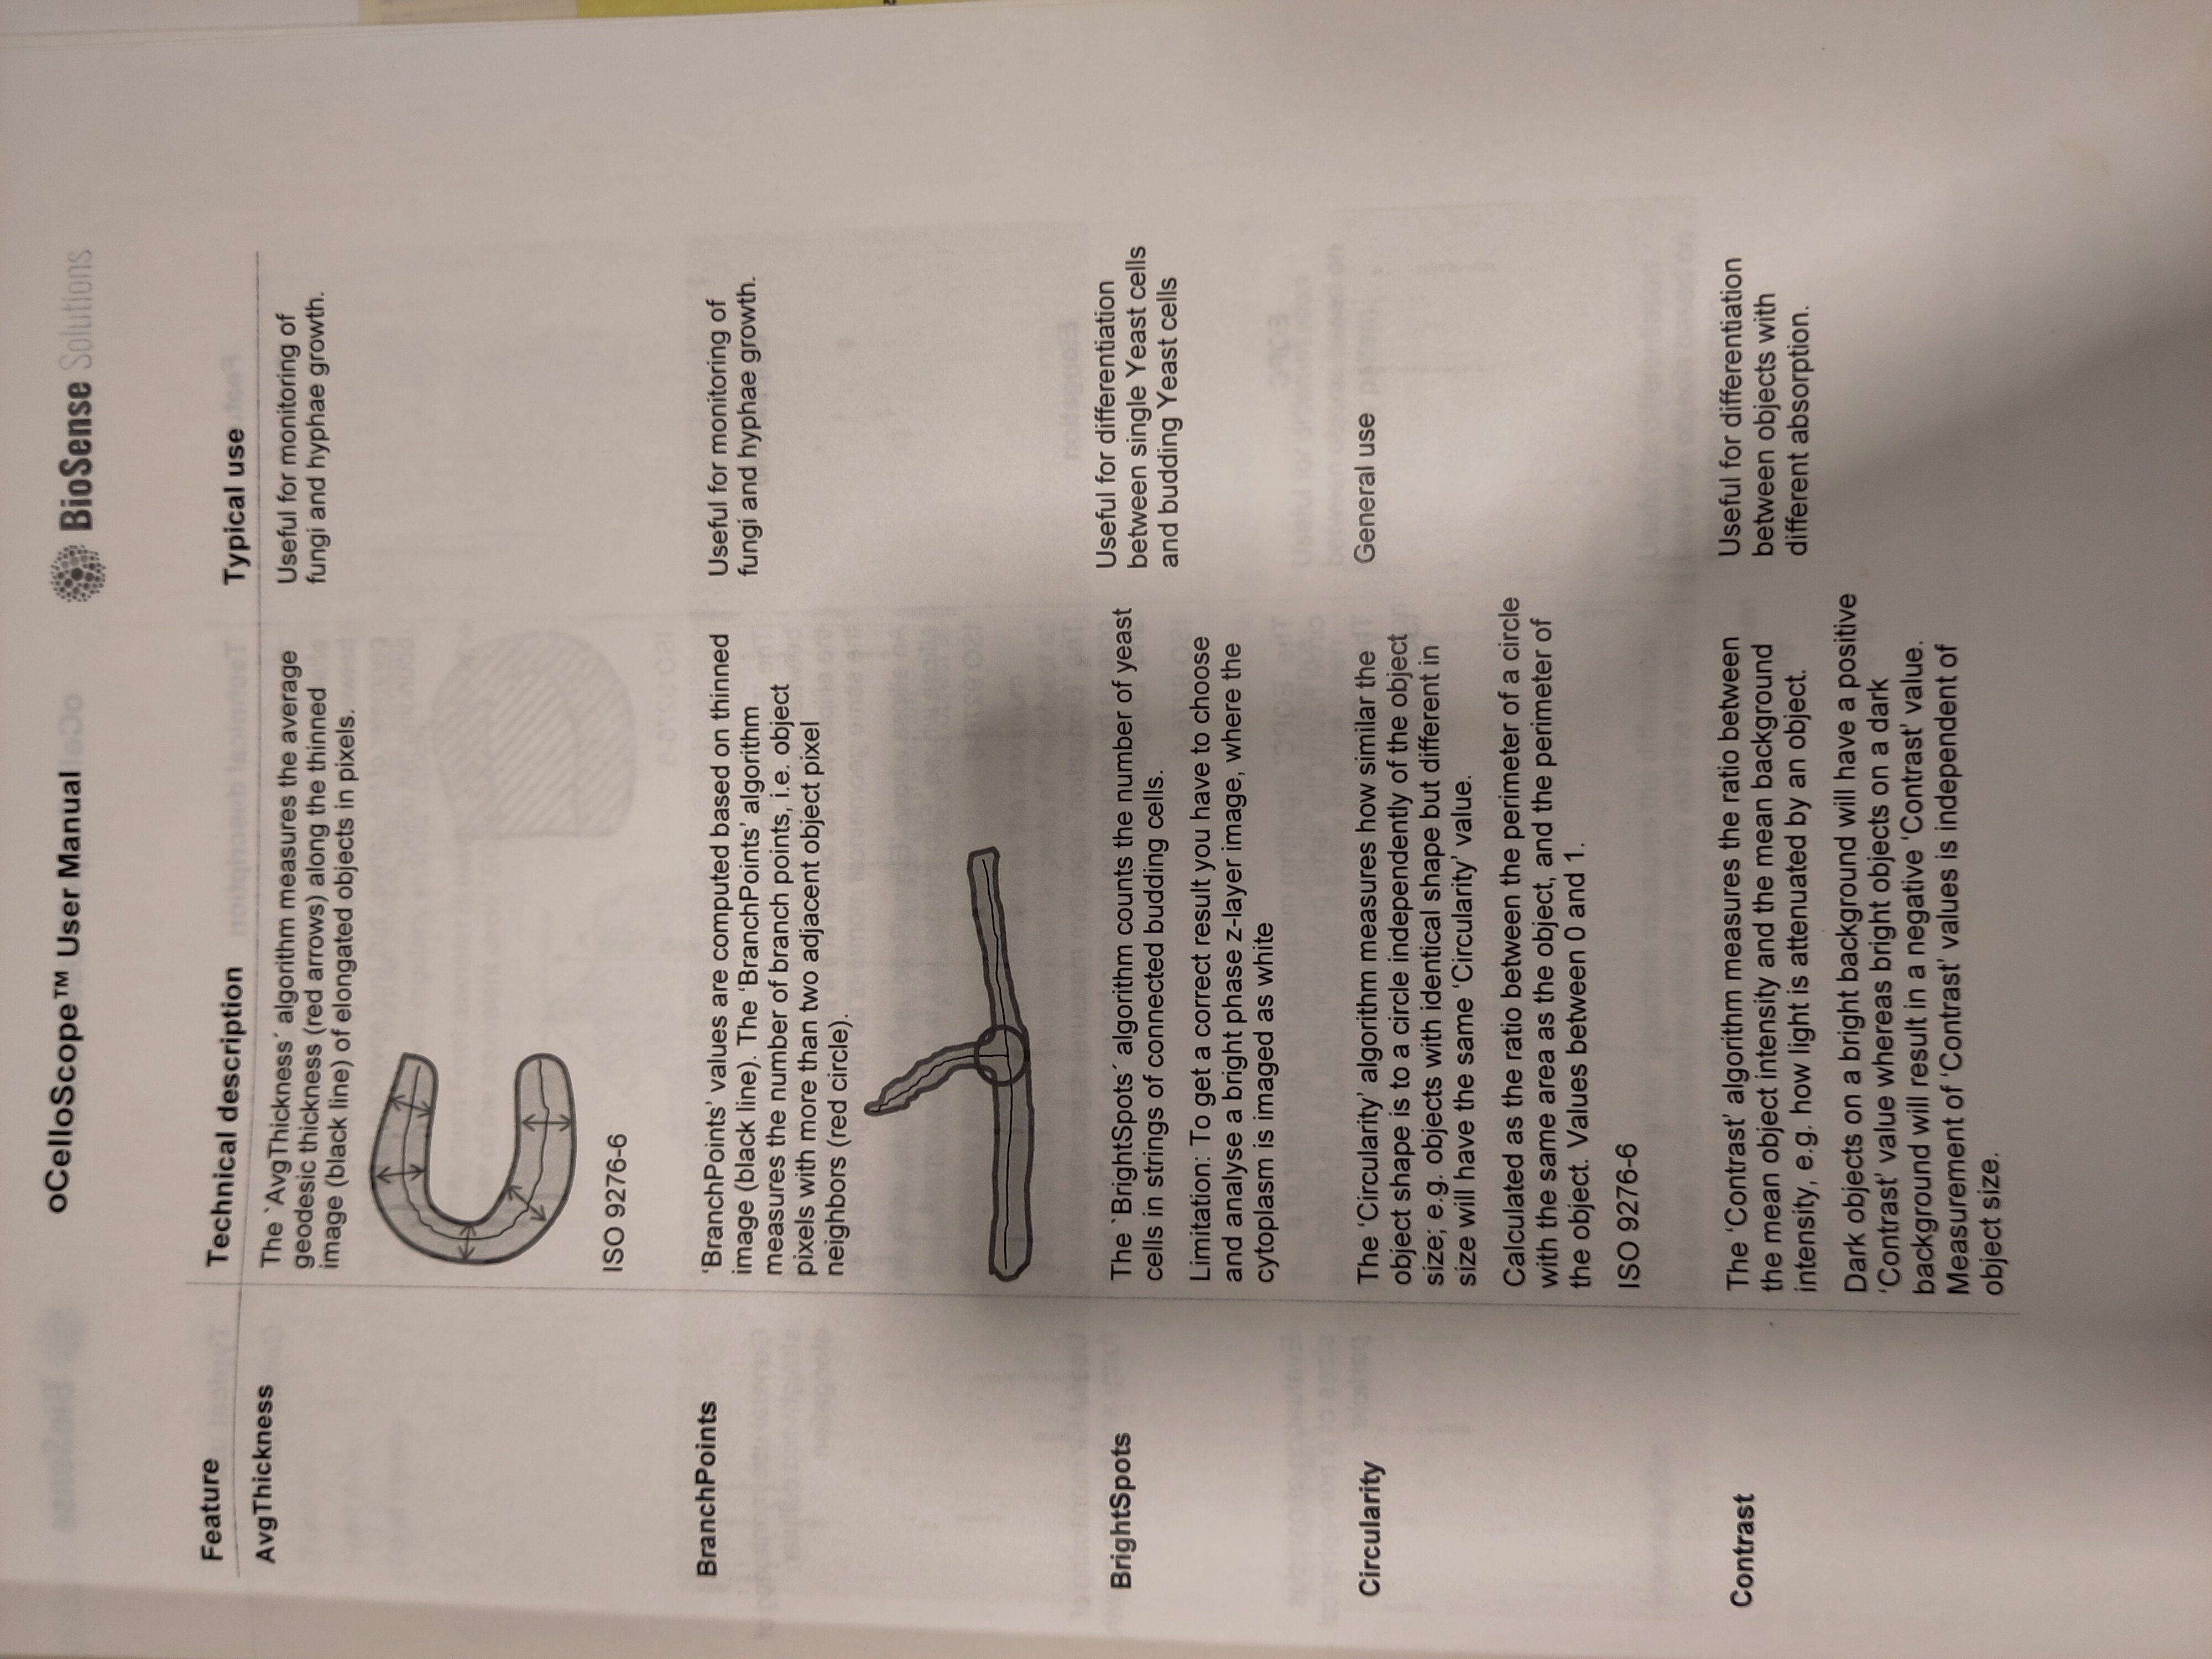 oCelloScope™ User Manual
BioSense Solutions
Feature
Technical description
Typical use
AvgThickness
The `AvgThickness´ algorithm measures the average
geodesic thickness (red arrows) along the thinned
image (black line) of elongated objects in pixels.
Useful for monitoring of
fungi and hyphae growth.
ISO 9276-6
BranchPoints
‘BranchPoints’ values are computed based on thinned
image (black line). The ‘BranchPoints’ algorithm
measures the number of branch points, i.e. object
pixels with more than two adjacent object pixel
neighbors (red circle).
Useful for monitoring of
fungi and hyphae growth.
BrightSpots
The `BrightSpots´ algorithm counts the number of yeast
cells in strings of connected budding cells.
Limitation: To get a correct result you have to choose
and analyse a bright phase z-layer image, where the
cytoplasm is imaged as white
Useful for differentiation
between single Yeast cells
and budding Yeast cells
Circularity
The ‘Circularity’ algorithm measures how similar the
object shape is to a circle independently of the object
size; e.g. objects with identical shape but different in
size will have the same ‘Circularity’ value.
Calculated as the ratio between the perimeter of a circle
with the same area as the object, and the perimeter of
the object. Values between 0 and 1.
ISO 9276-6
General use
Contrast
The ‘Contrast’ algorithm measures the ratio between
the mean object intensity and the mean background
intensity, e.g. how light is attenuated by an object.
Dark objects on a bright background will have a positive
‘Contrast’ value whereas bright objects on a dark
background will result in a negative ‘Contrast’ value.
Measurement of ‘Contrast’ values is independent of
object size.
Useful for differentiation
between objects with
different absorption.